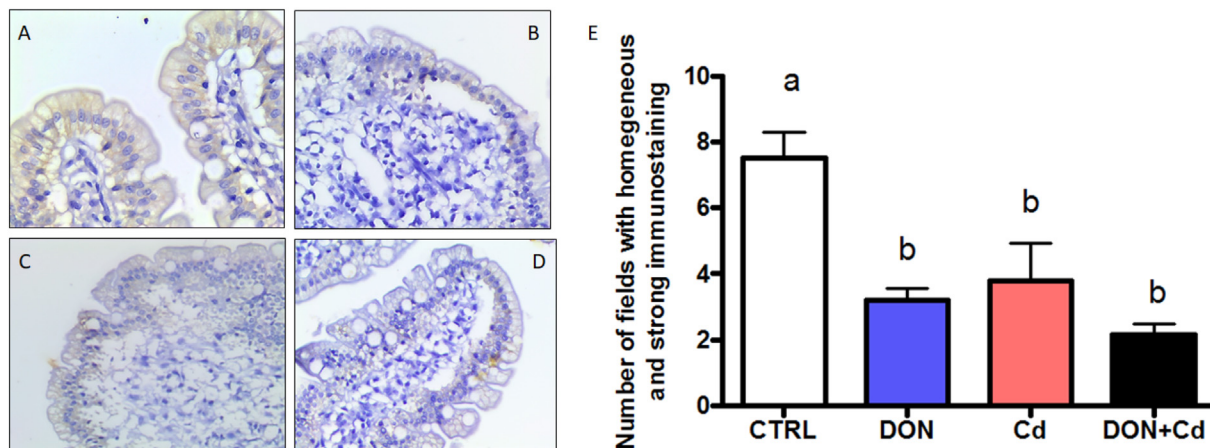 A
B
C
D
E
Number of fields with homegeneous
and strong immunostaining
10
8
6
4
2
0
a
b
b
b
CTRL
DON
Cd
DON+Cd